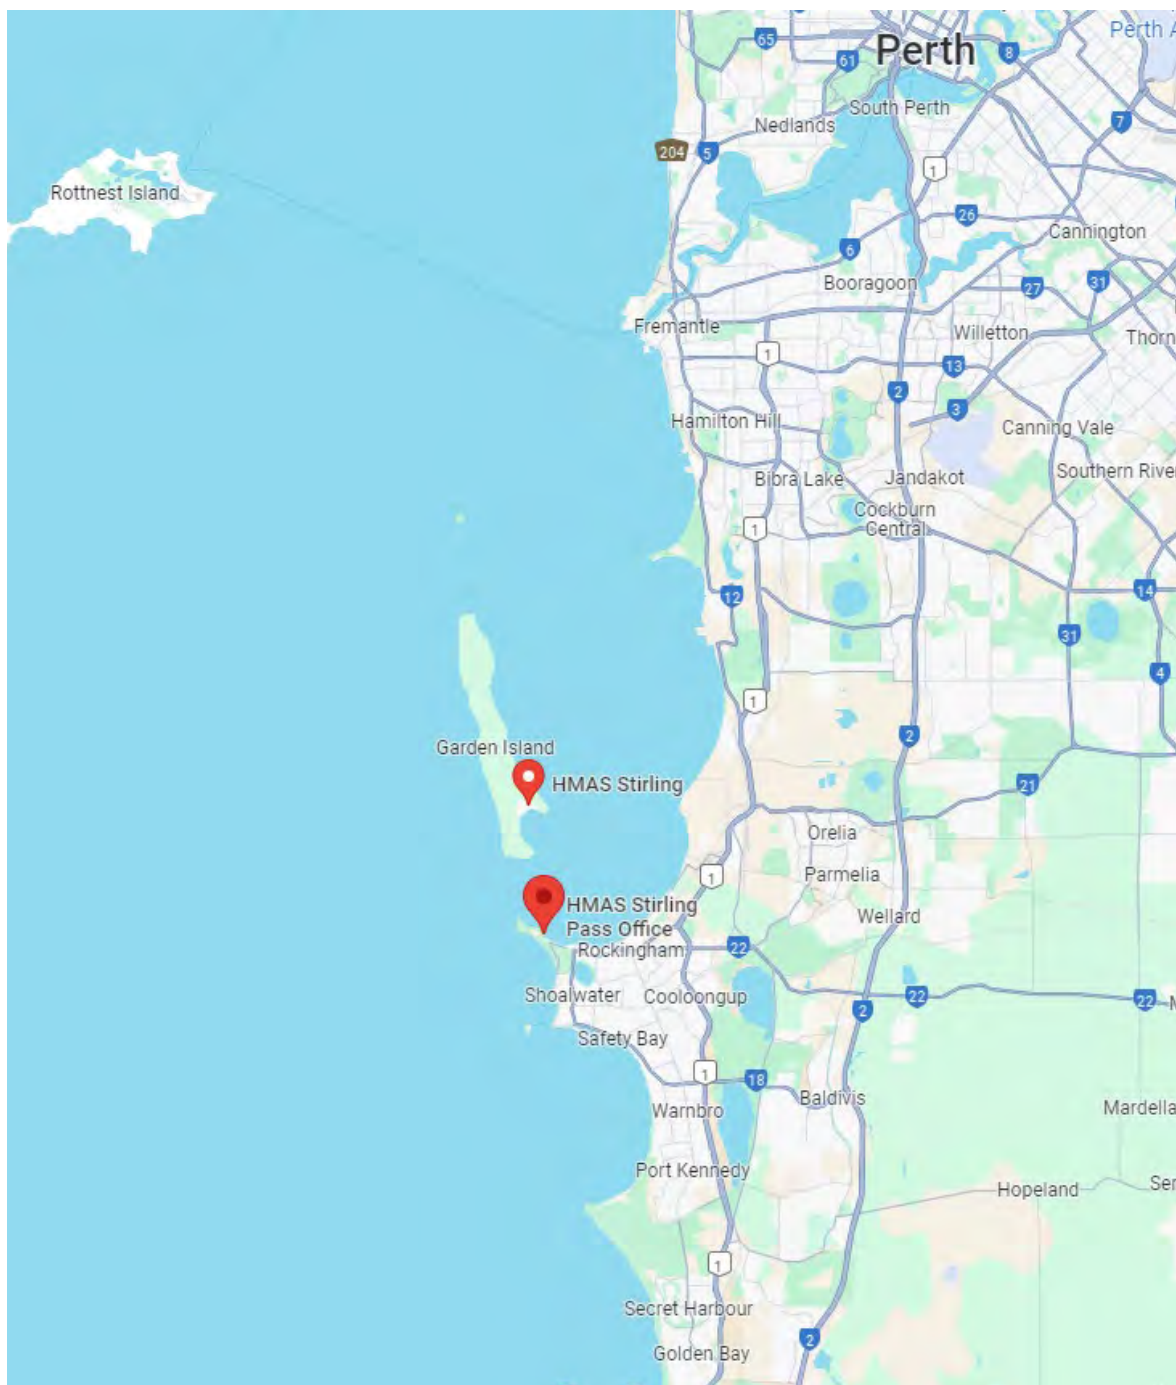 Perth
Perth A
65
61
8
South Perth
Nedlands
7
204
5
1
Rottnest Island
26
Cannington
6
Booragoon
27
31
Fremantle
Willetton
Thorn
1
13
2
3
Hamilton Hill
Canning Vale
Bibra Lake
Jandakot
Southern River
Cockburn
Central
1
12
14
31
4
1
2
Garden Island
HMAS Stirling
21
Orelia
1
Parmelia
HMAS Stirling
Pass Office
Wellard
Rockingham
22
Shoalwater
Cooloongup
22
22
M
2
Safety Bay
1
18
Baldivis
Warnbro
Mardella
Port Kennedy
Hopeland
Ser
1
Secret Harbour
2
Golden Bay